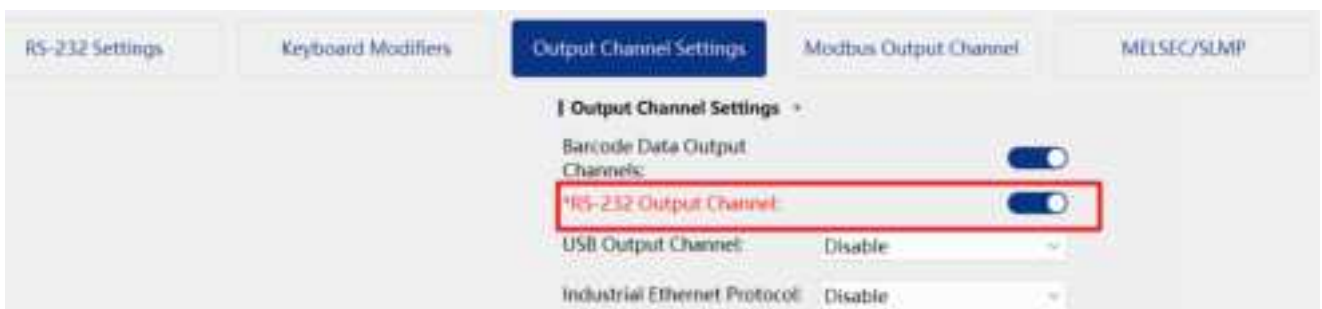 RS-232 Settings
Keyboard Modifiers
Output Channel Settings
Modbus Output Channel
MELSEC/SLMP
Output Channel Settings
Barcode Data Output
Channels:
*RS-232 Output Channel:
USB Output Channel:
Disable
Industrial Ethernet Protocol:
Disable